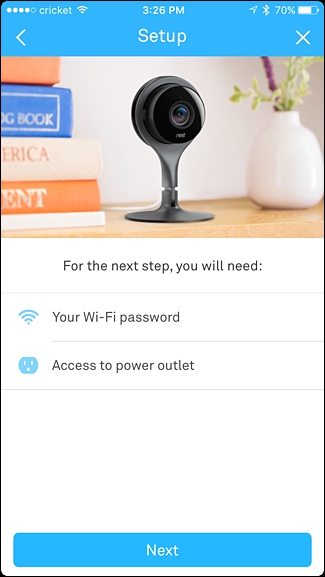 cricket 3:26 PM 70%
Setup
OG BOOK
ERICA
ENT
nest
For the next step, you will need:
Your Wi-Fi password
Access to power outlet
Next